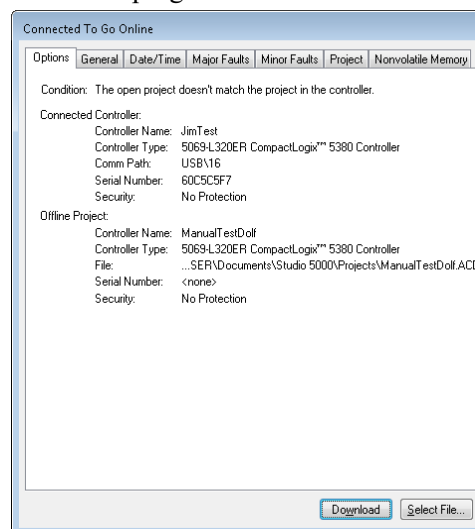 Connected To Go Online
Options General Date/Time Major Faults Minor Faults Project Nonvolatile Memory
Condition: The open project doesn't match the project in the controller.
Connected Controller:
Controller Name: JimTest
Controller Type: 5069-L320ER CompactLogix™ 5380 Controller
Comm Path: USB\16
Serial Number: 60C5C5F7
Security: No Protection
Offline Project:
Controller Name: ManualTestDolf
Controller Type: 5069-L320ER CompactLogix™ 5380 Controller
File: ...SER\Documents\Studio 5000\Projects\ManualTestDolf.ACD
Serial Number: <none>
Security: No Protection
Download Select File...